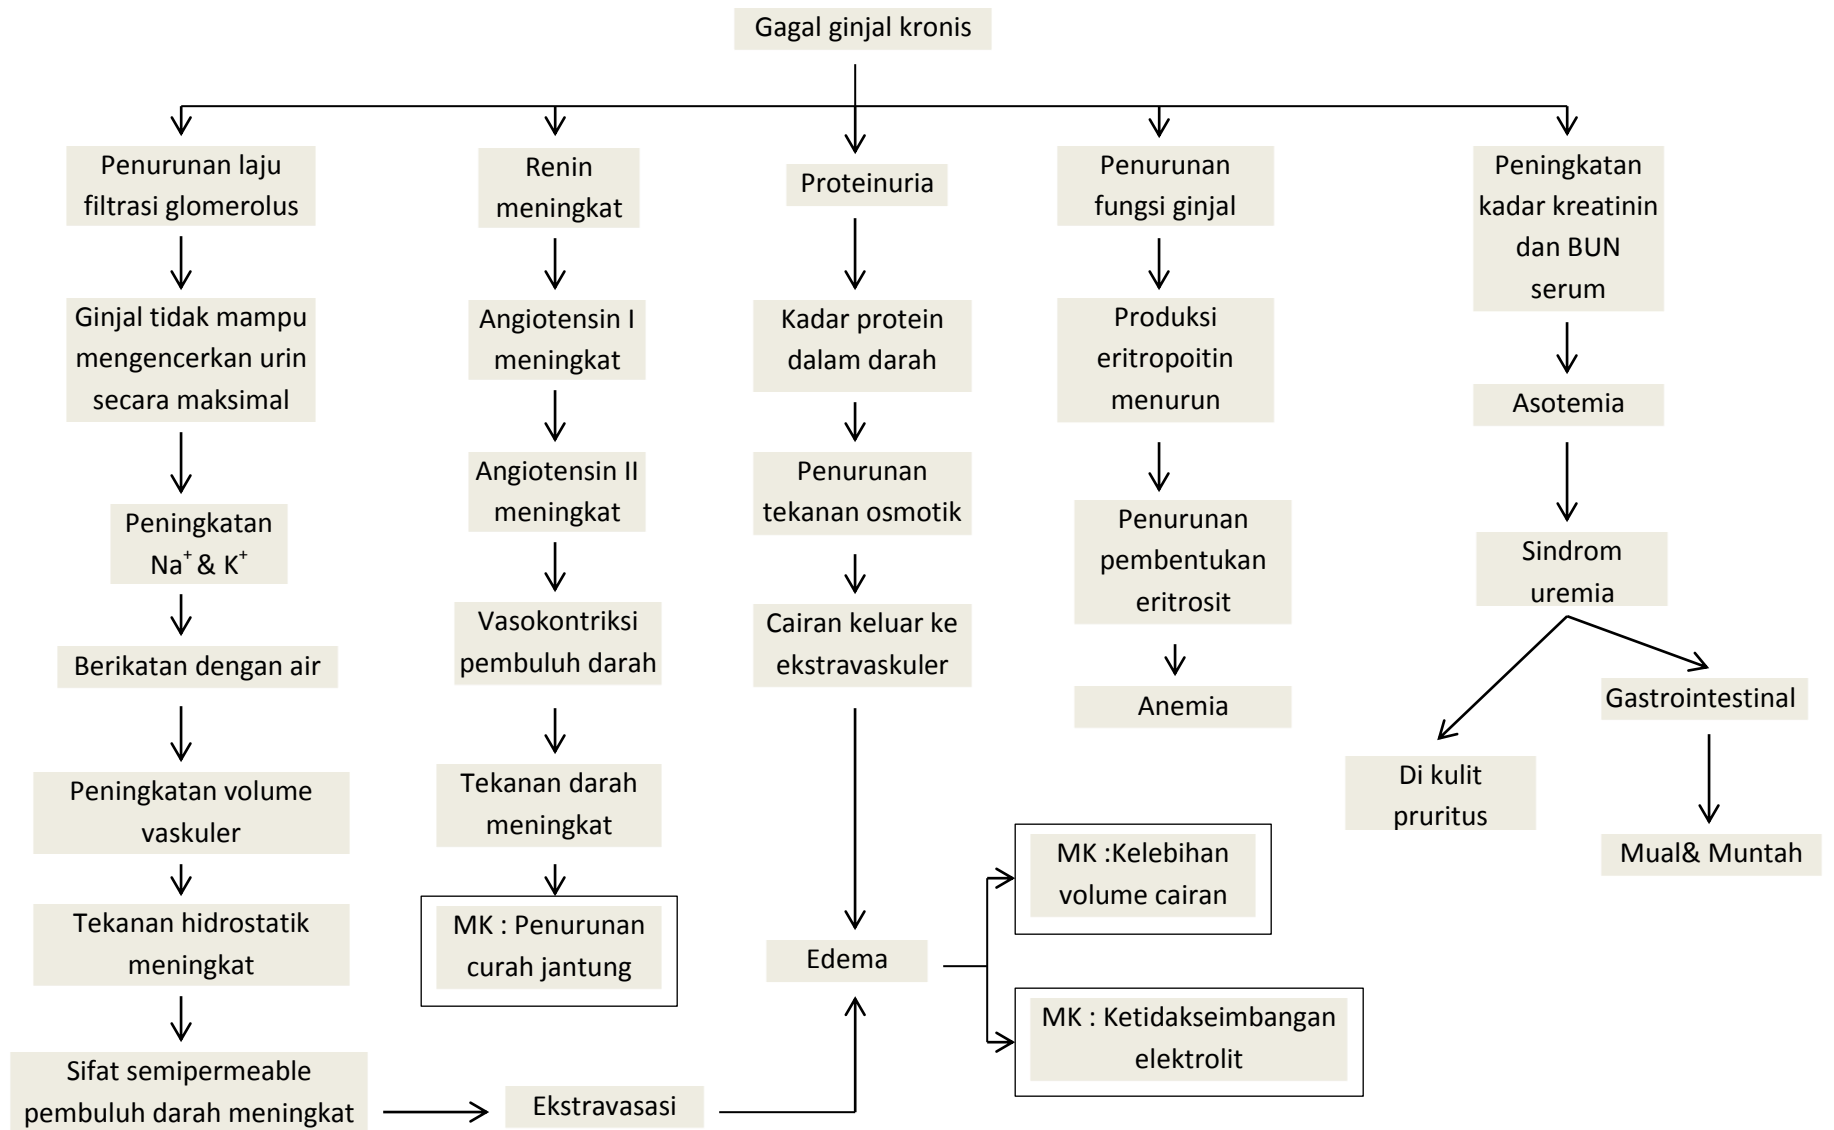 Gagal ginjal kronis
Penurunan laju
filtrasi glomerolus
Ginjal tidak mampu
mengencerkan urin
secara maksimal
Peningkatan
Na⁺ & K⁺
Berikatan dengan air
Peningkatan volume
vaskuler
Tekanan hidrostatik
meningkat
Sifat semipermeable
pembuluh darah meningkat
Ekstravasasi
Renin
meningkat
Angiotensin I
meningkat
Angiotensin II
meningkat
Vasokontriksi
pembuluh darah
Tekanan darah
meningkat
MK : Penurunan
curah jantung
Proteinuria
Kadar protein
dalam darah
Penurunan
tekanan osmotik
Cairan keluar ke
ekstravaskuler
Edema
MK :Kelebihan
volume cairan
MK : Ketidakseimbangan
elektrolit
Penurunan
fungsi ginjal
Produksi
eritropoitin
menurun
Penurunan
pembentukan
eritrosit
Anemia
Peningkatan
kadar kreatinin
dan BUN
serum
Asotemia
Sindrom
uremia
Di kulit
pruritus
Gastrointestinal
Mual& Muntah